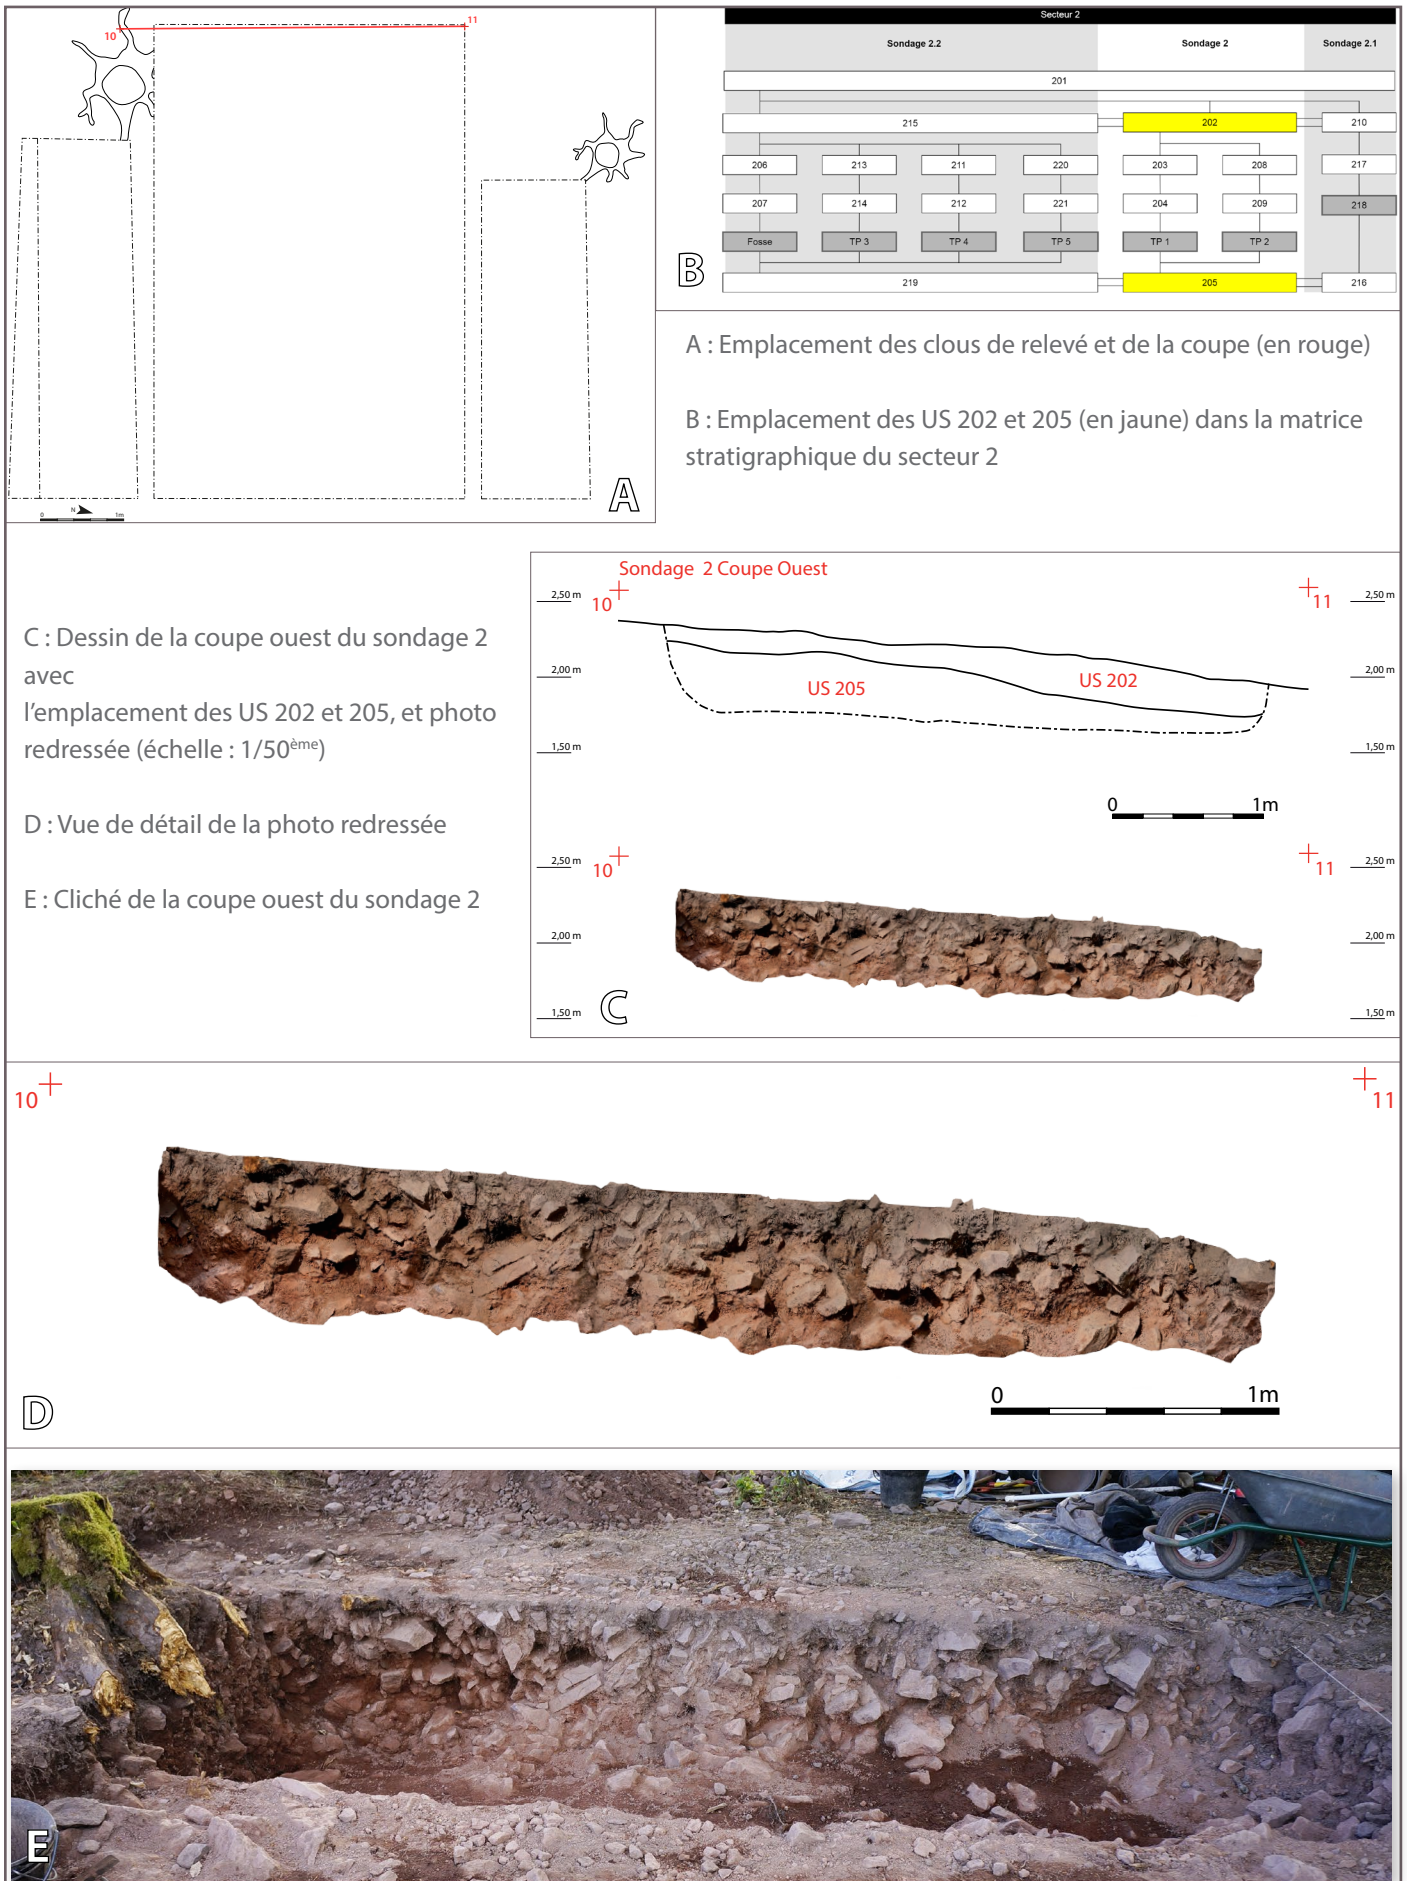 10
11
N
0 1m
A
Secteur 2
Sondage 2.2 Sondage 2 Sondage 2.1
201
215 202 210
206 213 211 220 203 208 217
207 214 212 221 204 209 218
Fosse TP 3 TP 4 TP 5 TP 1 TP 2
219 205 216
B
A : Emplacement des clous de relevé et de la coupe (en rouge)
B : Emplacement des US 202 et 205 (en jaune) dans la matrice
stratigraphique du secteur 2
C : Dessin de la coupe ouest du sondage 2
avec
l’emplacement des US 202 et 205, et photo
redressée (échelle : 1/50ème)
D : Vue de détail de la photo redressée
E : Cliché de la coupe ouest du sondage 2
Sondage 2 Coupe Ouest
2,50 m 10 11 2,50 m
2,00 m 2,00 m
US 205 US 202
1,50 m 1,50 m
0 1m
2,50 m 10 11 2,50 m
2,00 m 2,00 m
1,50 m 1,50 m
C
10 11
0 1m
D
E